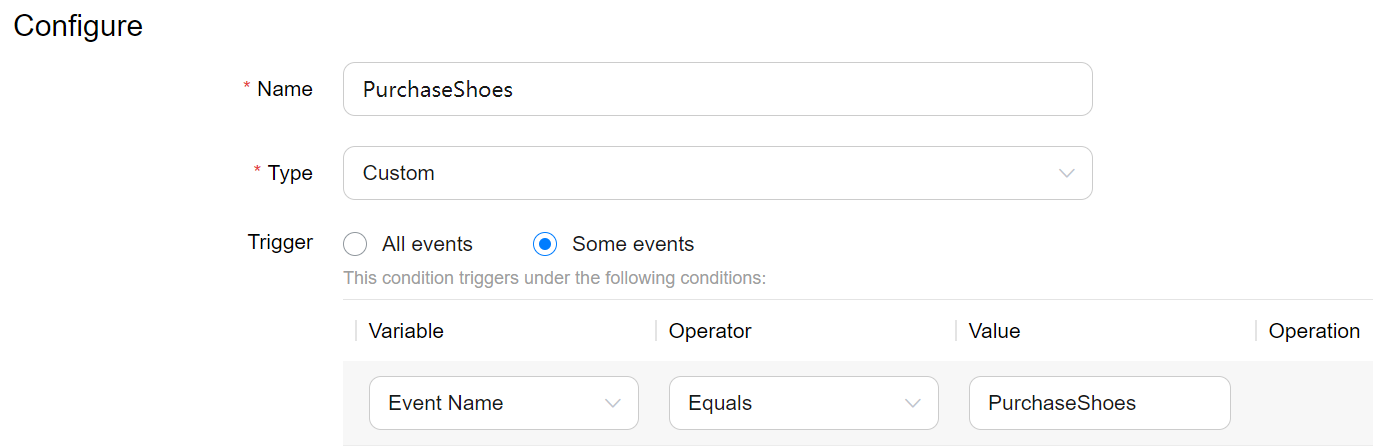 Configure
* Name PurchaseShoes
* Type Custom
Trigger All events Some events
This condition triggers under the following conditions:
Variable Operator Value Operation
Event Name Equals PurchaseShoes